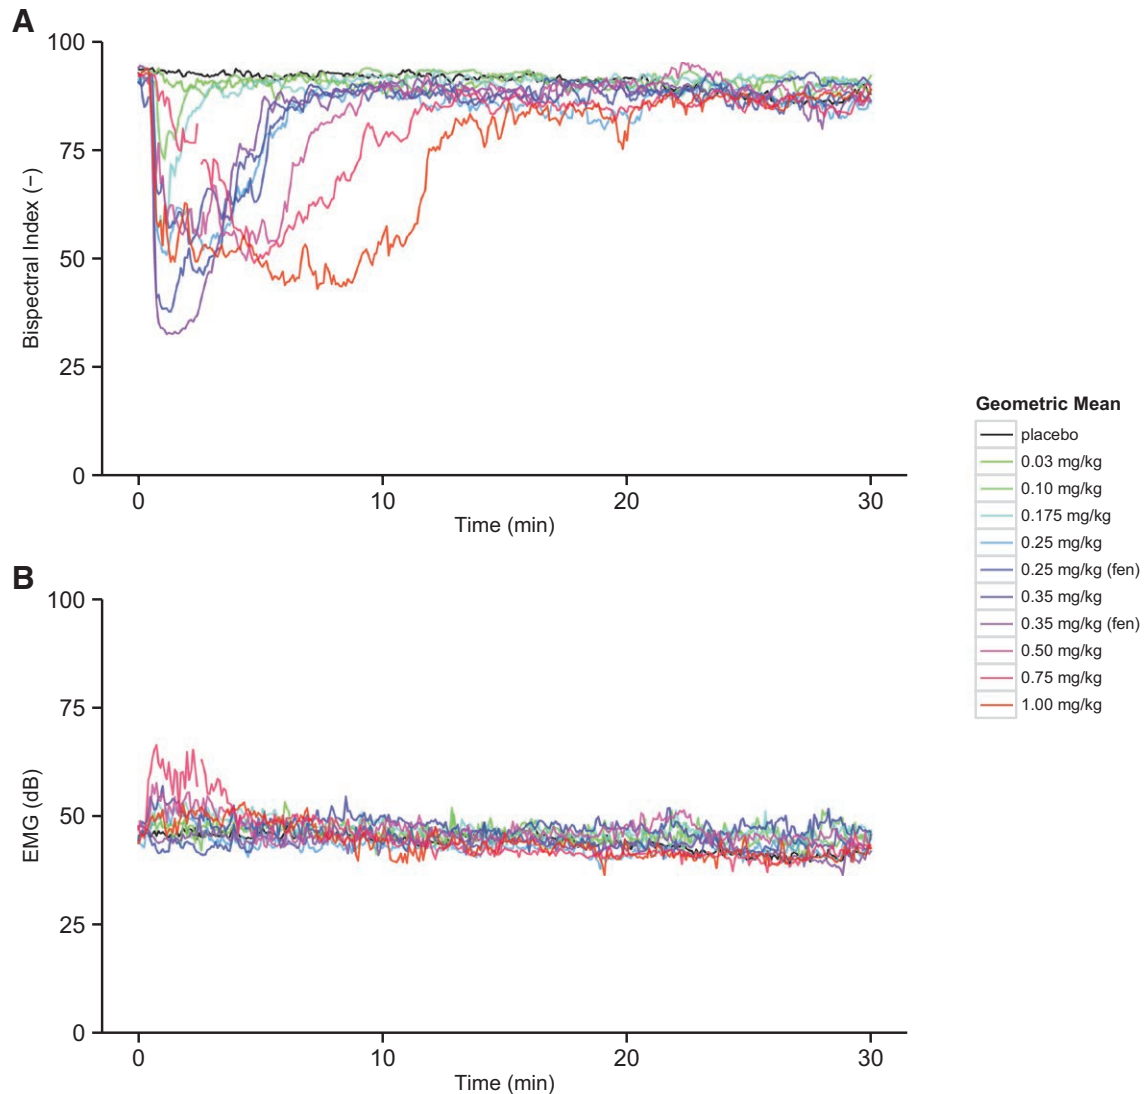 A
100
75
50
25
0
Bispectral Index (−)
0 10 20 30
Time (min)
Geometric Mean
placebo
0.03 mg/kg
0.10 mg/kg
0.175 mg/kg
0.25 mg/kg
0.25 mg/kg (fen)
0.35 mg/kg
0.35 mg/kg (fen)
0.50 mg/kg
0.75 mg/kg
1.00 mg/kg
B
100
75
50
25
0
EMG (dB)
0 10 20 30
Time (min)